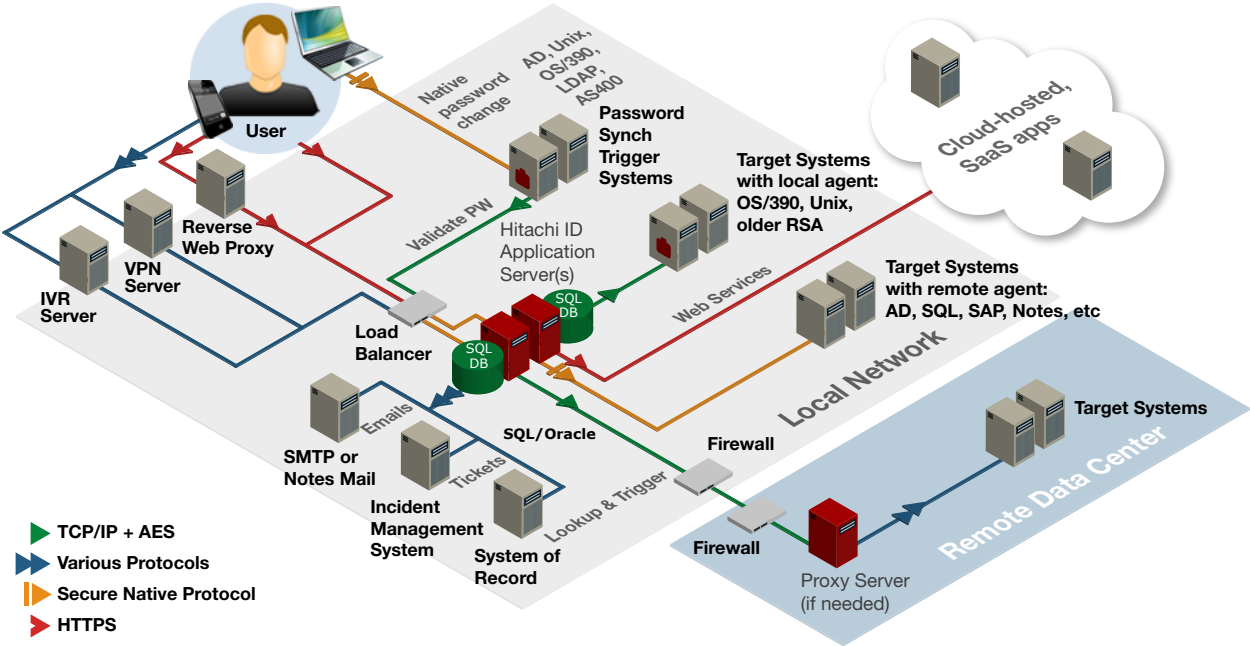 User
Native
password
change
AD, Unix,
OS/390,
LDAP,
AS400
Password
Synch
Trigger
Systems
Cloud-hosted,
SaaS apps
Target Systems
with local agent:
OS/390, Unix,
older RSA
Reverse
Web Proxy
VPN
Server
IVR
Server
Validate PW
Hitachi ID
Application
Server(s)
Web Services
Target Systems
with remote agent:
AD, SQL, SAP, Notes, etc
Load
Balancer
SQL
DB
SQL
DB
Local Network
Emails
SMTP or
Notes Mail
SQL/Oracle
Tickets
Incident
Management
System
System of
Record
Lookup & Trigger
Firewall
Firewall
Target Systems
Remote Data Center
Proxy Server
(if needed)
TCP/IP + AES
Various Protocols
Secure Native Protocol
HTTPS